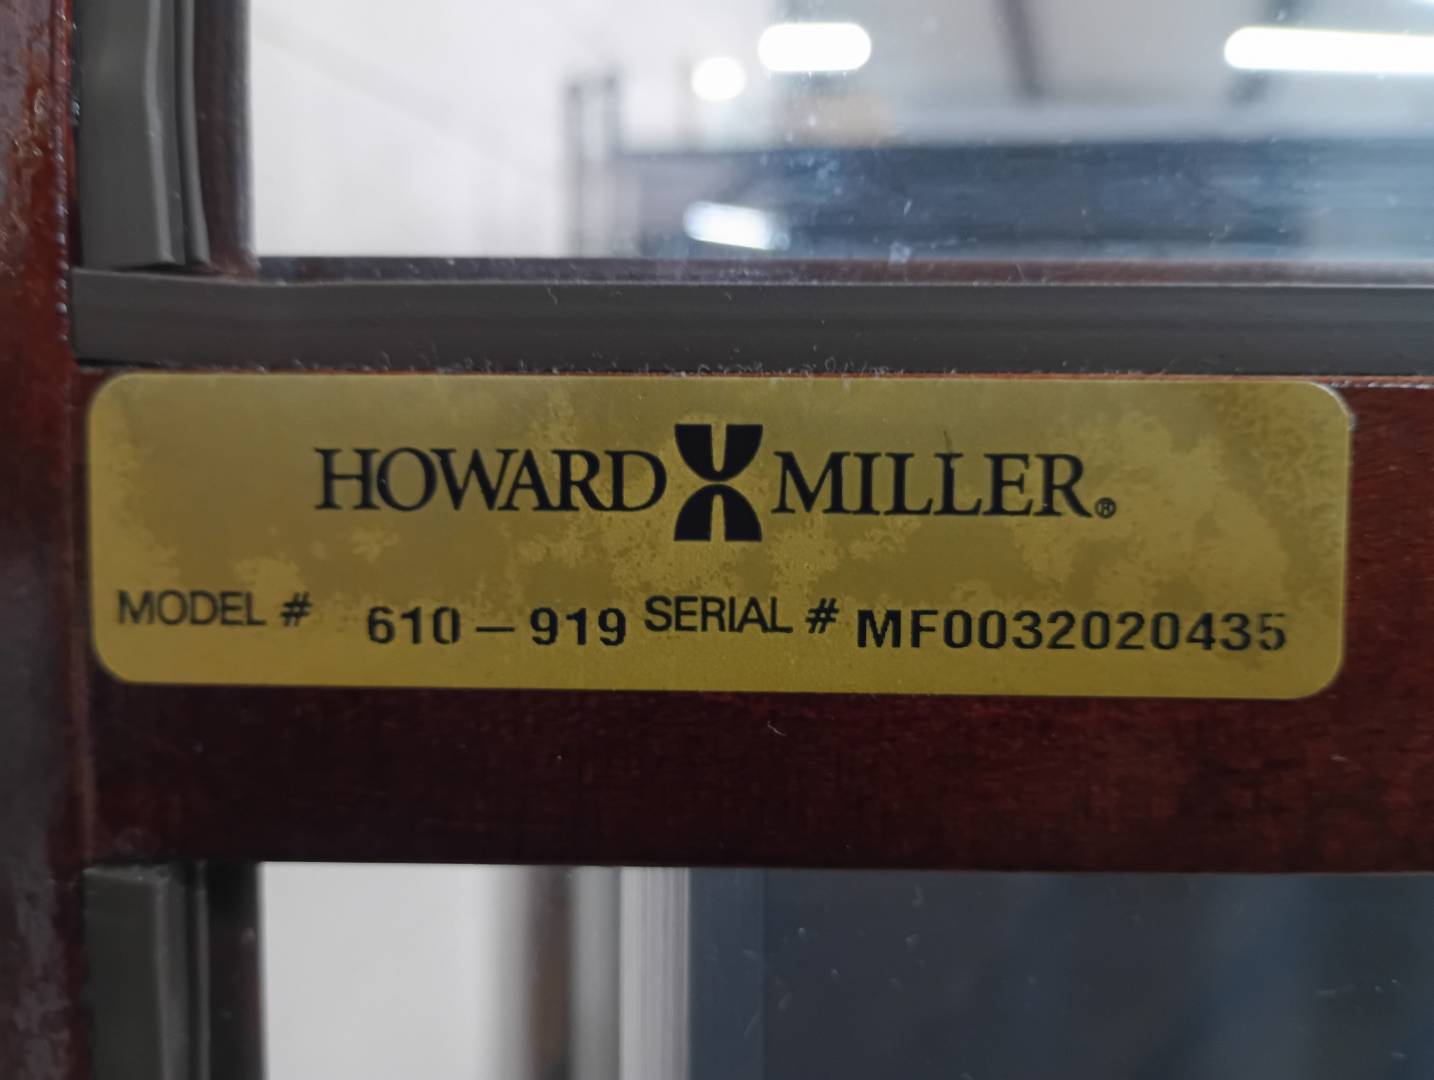 HOWARD MILLER®
MODEL # 610-919 SERIAL # MF0032020435